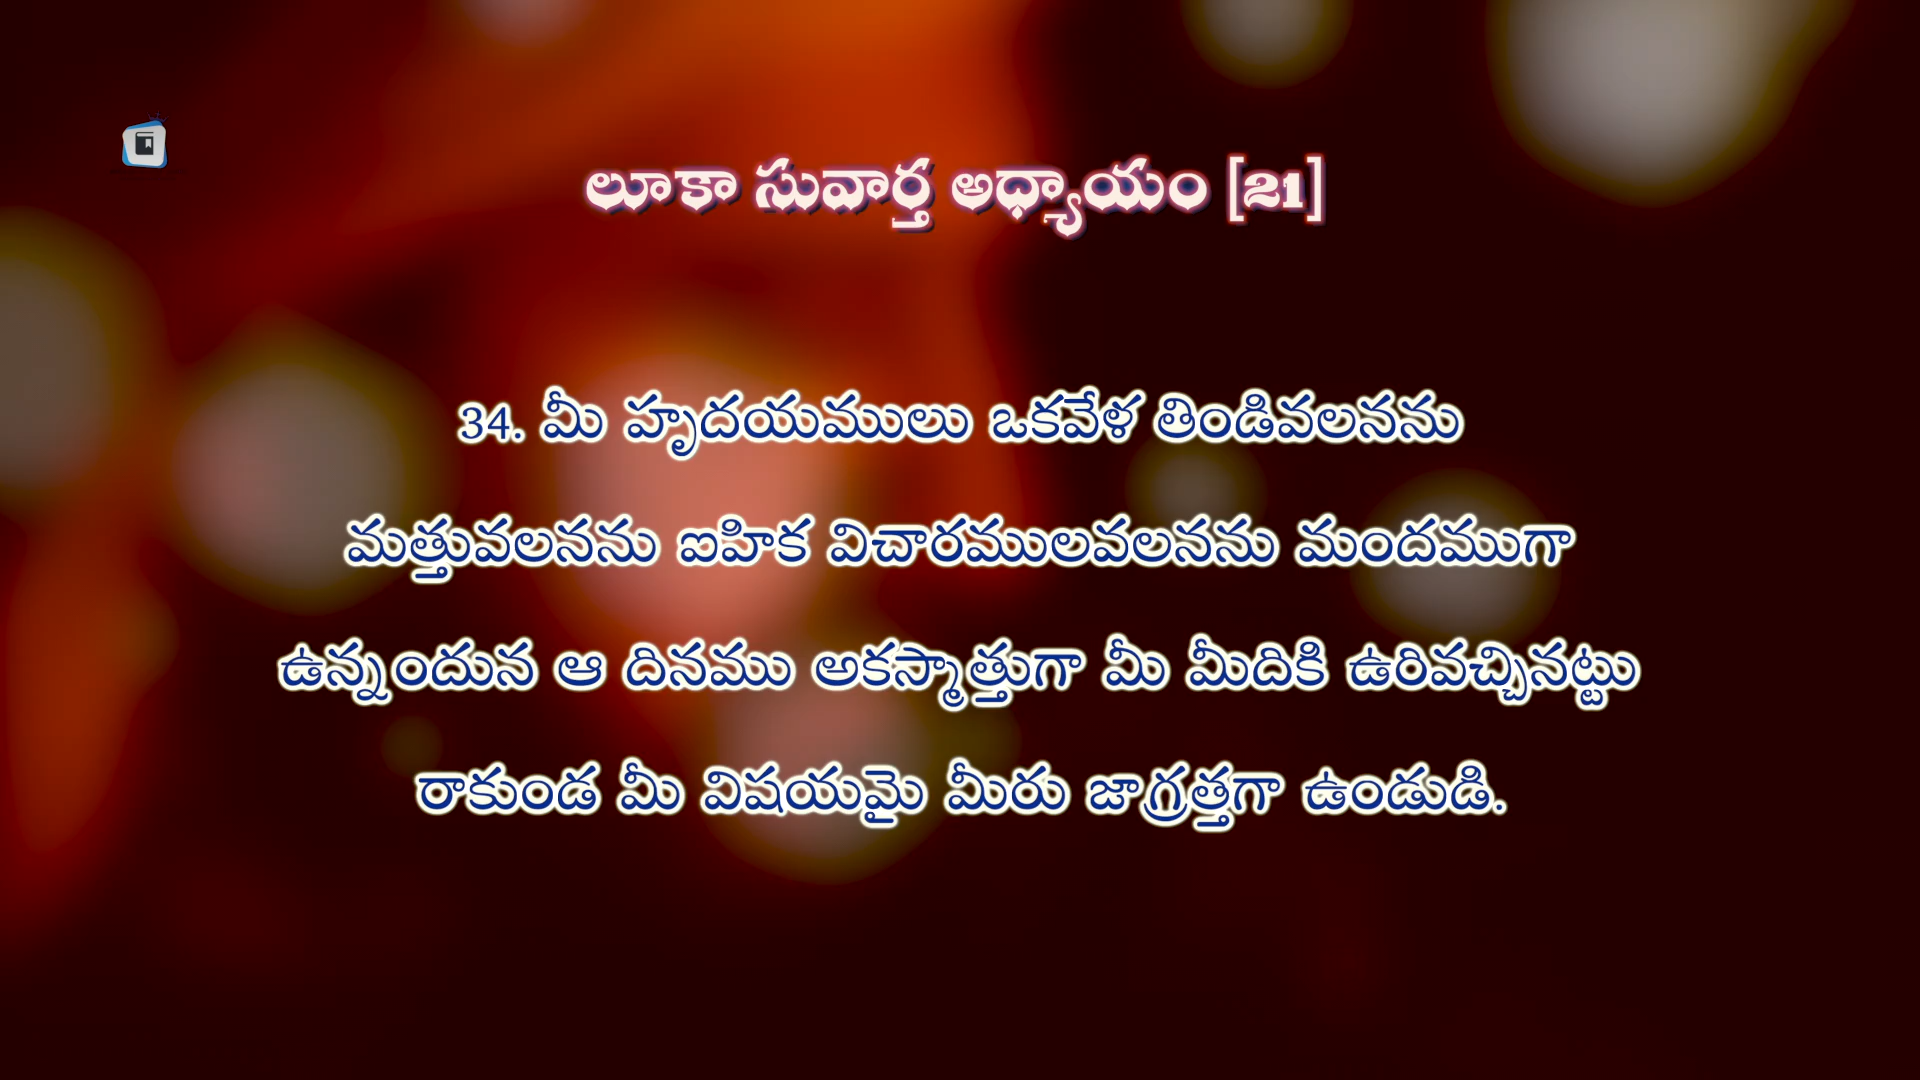 లూకా సువార్త అధ్యాయం [21]
34. మీ హృదయములు ఒకవేళ తిండివలనను
మత్తువలనను ఐహిక విచారములవలనను మందముగా
ఉన్నందున ఆ దినము అకస్మాత్తుగా మీ మీదికి ఉరివచ్చినట్టు
రాకుండ మీ విషయమై మీరు జాగ్రత్తగా ఉండుడి.